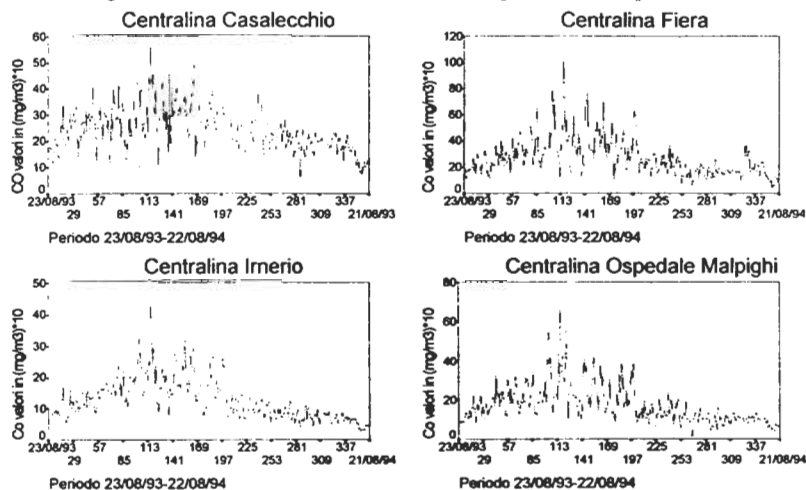 Centralina Casalecchio
CO valori in (mg/m3)*10
60
50
40
30
20
10
0
23/08/93 57 113 169 225 281 337
29 85 141 197 253 309 21/08/93
Periodo 23/08/93-22/08/94
Centralina Fiera
Co valori in (mg/m3)*10
120
100
80
60
40
20
0
23/08/93 57 113 169 225 281 337
29 85 141 197 253 309 21/08/94
Periodo 23/08/93-22/08/94
Centralina Irnerio
Co valori in (mg/m3)*10
50
40
30
20
10
0
23/08/93 57 113 169 225 281 337
29 85 141 197 253 309 21/08/94
Periodo 23/08/93-22/08/94
Centralina Ospedale Malpighi
Co valori in (mg/m3)*10
80
60
40
20
0
23/08/93 57 113 169 225 281 337
29 85 141 197 253 309 21/08/94
Periodo 23/08/93-22/08/94